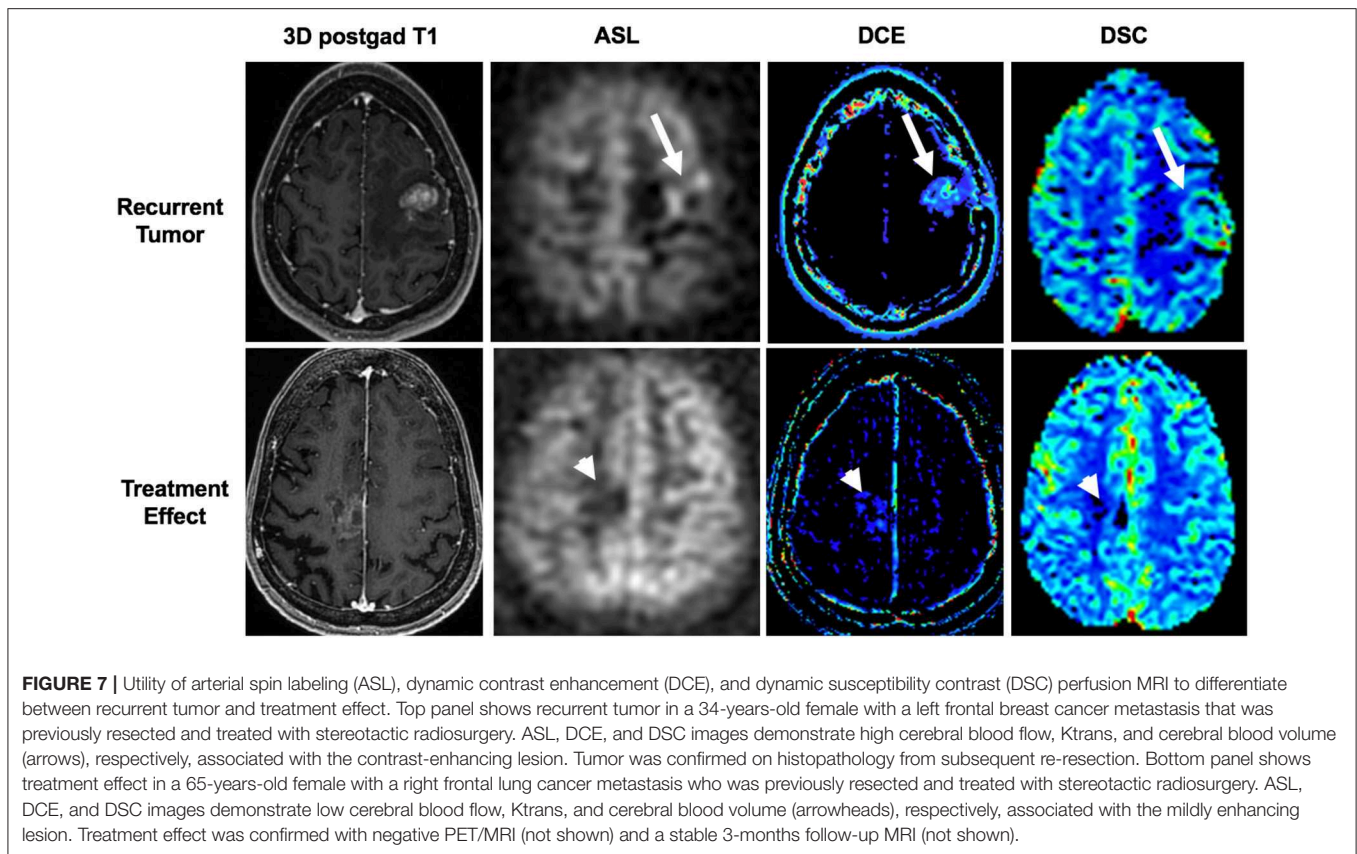 3D postgad T1 ASL DCE DSC
Recurrent
Tumor
Treatment
Effect
FIGURE 7 | Utility of arterial spin labeling (ASL), dynamic contrast enhancement (DCE), and dynamic susceptibility contrast (DSC) perfusion MRI to differentiate
between recurrent tumor and treatment effect. Top panel shows recurrent tumor in a 34-years-old female with a left frontal breast cancer metastasis that was
previously resected and treated with stereotactic radiosurgery. ASL, DCE, and DSC images demonstrate high cerebral blood flow, Ktrans, and cerebral blood volume
(arrows), respectively, associated with the contrast-enhancing lesion. Tumor was confirmed on histopathology from subsequent re-resection. Bottom panel shows
treatment effect in a 65-years-old female with a right frontal lung cancer metastasis who was previously resected and treated with stereotactic radiosurgery. ASL,
DCE, and DSC images demonstrate low cerebral blood flow, Ktrans, and cerebral blood volume (arrowheads), respectively, associated with the mildly enhancing
lesion. Treatment effect was confirmed with negative PET/MRI (not shown) and a stable 3-months follow-up MRI (not shown).